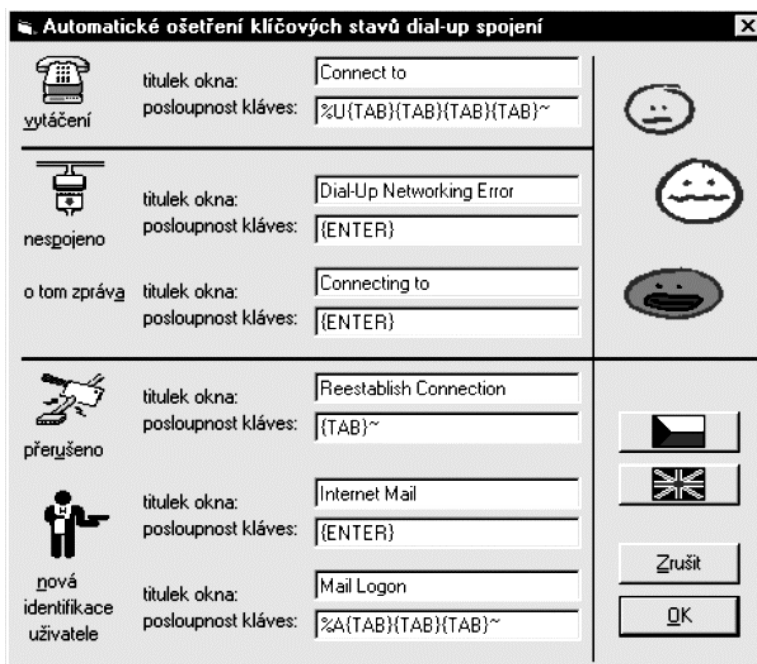 Automatické ošetření klíčových stavů dial-up spojení
titulek okna: Connect to
posloupnost kláves: %U{TAB}{TAB}{TAB}{TAB}~
vytáčení
titulek okna: Dial-Up Networking Error
posloupnost kláves: {ENTER}
nespojeno
o tom zpráva titulek okna: Connecting to
posloupnost kláves: {ENTER}
titulek okna: Reestablish Connection
posloupnost kláves: {TAB}~
přerušeno
titulek okna: Internet Mail
posloupnost kláves: {ENTER}
nová
identifikace
uživatele
titulek okna: Mail Logon
posloupnost kláves: %A{TAB}{TAB}{TAB}~
Zrušit
OK